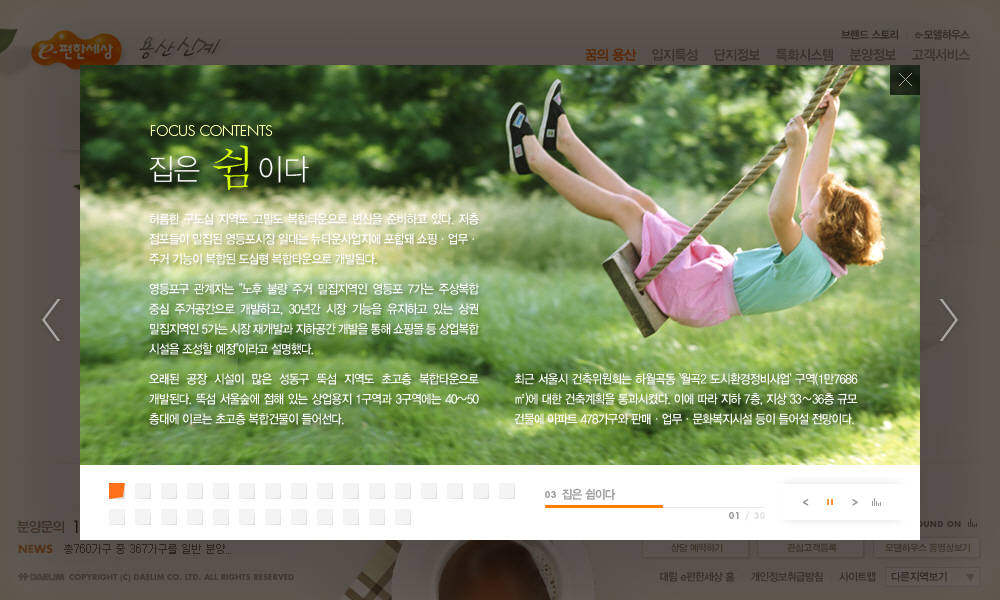 e-편한세상
용산신계
브랜드 스토리
e-모델하우스
꿈의 용산 입지특성 단지정보 특화시스템 분양정보 고객서비스
FOCUS CONTENTS
집은 쉼이다
허름한 구도심 지역도 고밀도 복합타운으로 변신을 준비하고 있다. 저층
점포들이 밀집된 영등포시장 일대는 뉴타운사업지에 포함돼 쇼핑 · 업무 ·
주거 기능이 복합된 도심형 복합타운으로 개발된다.
영등포구 관계자는 "노후 불량 주거 밀집지역인 영등포 7가는 주상복합
중심 주거공간으로 개발하고, 30년간 시장 기능을 유지하고 있는 상권
밀집지역인 5가는 시장 재개발과 지하공간 개발을 통해 쇼핑몰 등 상업복합
시설을 조성할 예정"이라고 설명했다.
오래된 공장 시설이 많은 성동구 뚝섬 지역도 초고층 복합타운으로
개발된다. 뚝섬 서울숲에 접해 있는 상업용지 1구역과 3구역에는 40~50
층대에 이르는 초고층 복합건물이 들어선다.
최근 서울시 건축위원회는 하월곡동 '월곡2 도시환경정비사업' 구역(1만7686
㎡)에 대한 건축계획을 통과시켰다. 이에 따라 지하 7층, 지상 33~36층 규모
건물에 아파트 478가구와 판매 · 업무 · 문화복지시설 등이 들어설 전망이다.
03 집은 쉼이다
01 / 30
분양문의 1
OUND ON
NEWS 총760가구 중 367가구를 일반 분양...
상담 예약하기
관심고객등록
모델하우스 동영상보기
DAELIM COPYRIGHT (C) DAELIM CO. LTD. ALL RIGHTS RESERVED
대림 e편한세상 홈
개인정보취급방침
사이트맵
다른지역보기